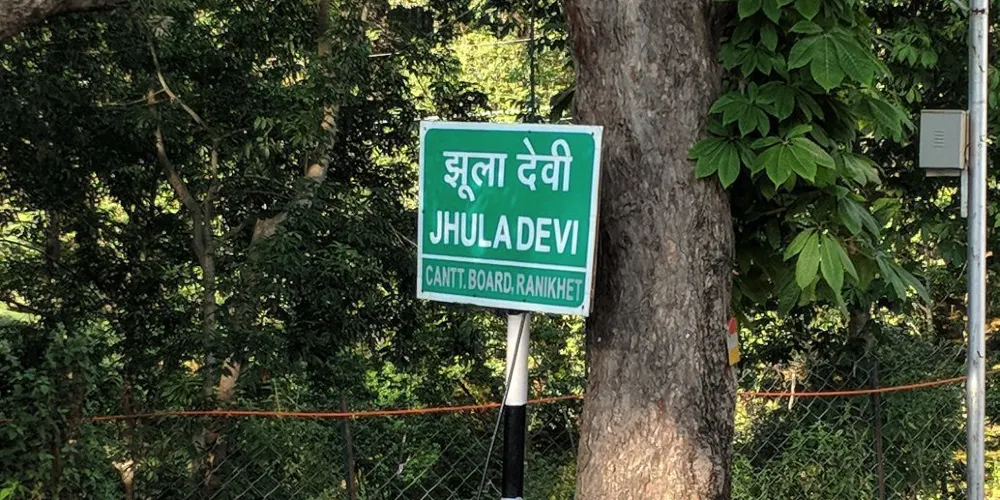 झूला देवी
JHULA DEVI
CANTT. BOARD, RANIKHET